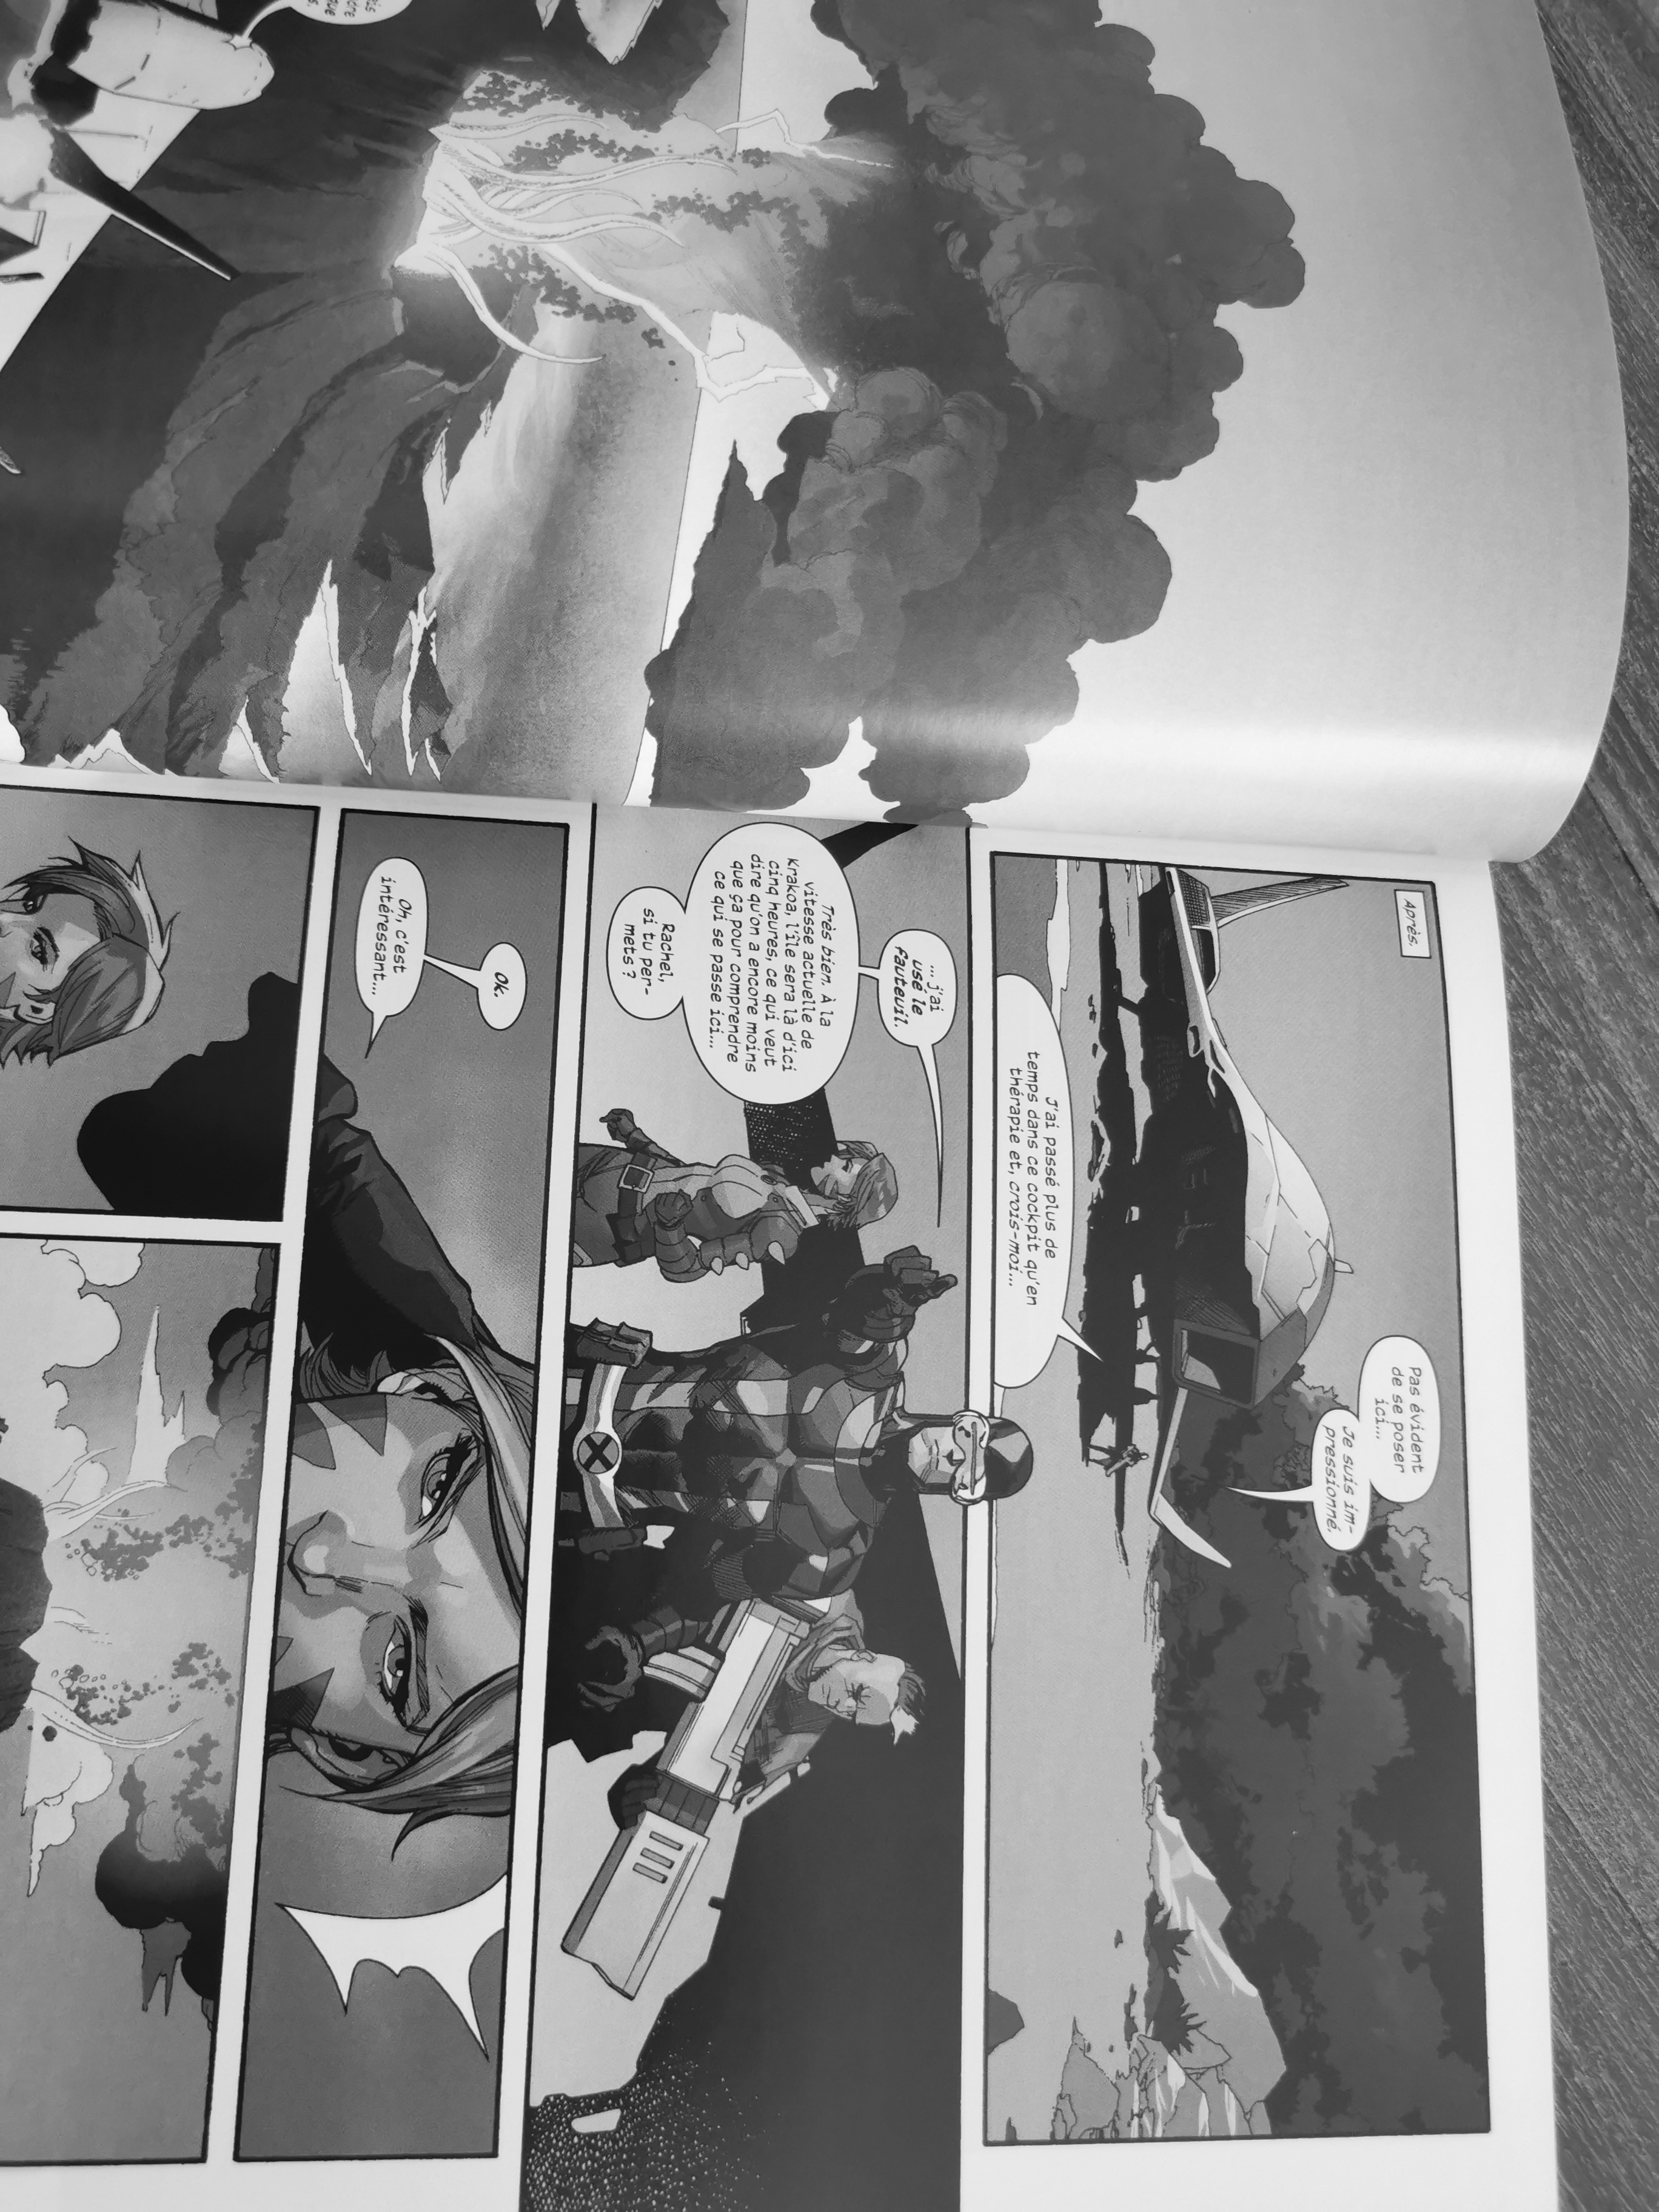 Après.
Pas évident
de se poser
ici...
Je suis im-
pressionné.
J'ai passé plus de
temps dans ce cockpit qu'en
thérapie et, crois-moi...
...j'ai
usé le
fauteuil.
Très bien. À la
vitesse actuelle de
Krakoa, l'île sera là d'ici
cinq heures, ce qui veut
dire qu'on a encore moins
que ça pour comprendre
ce qui se passe ici...
Rachel,
si tu per-
mets?
Ok.
Oh, c'est
intéressant...